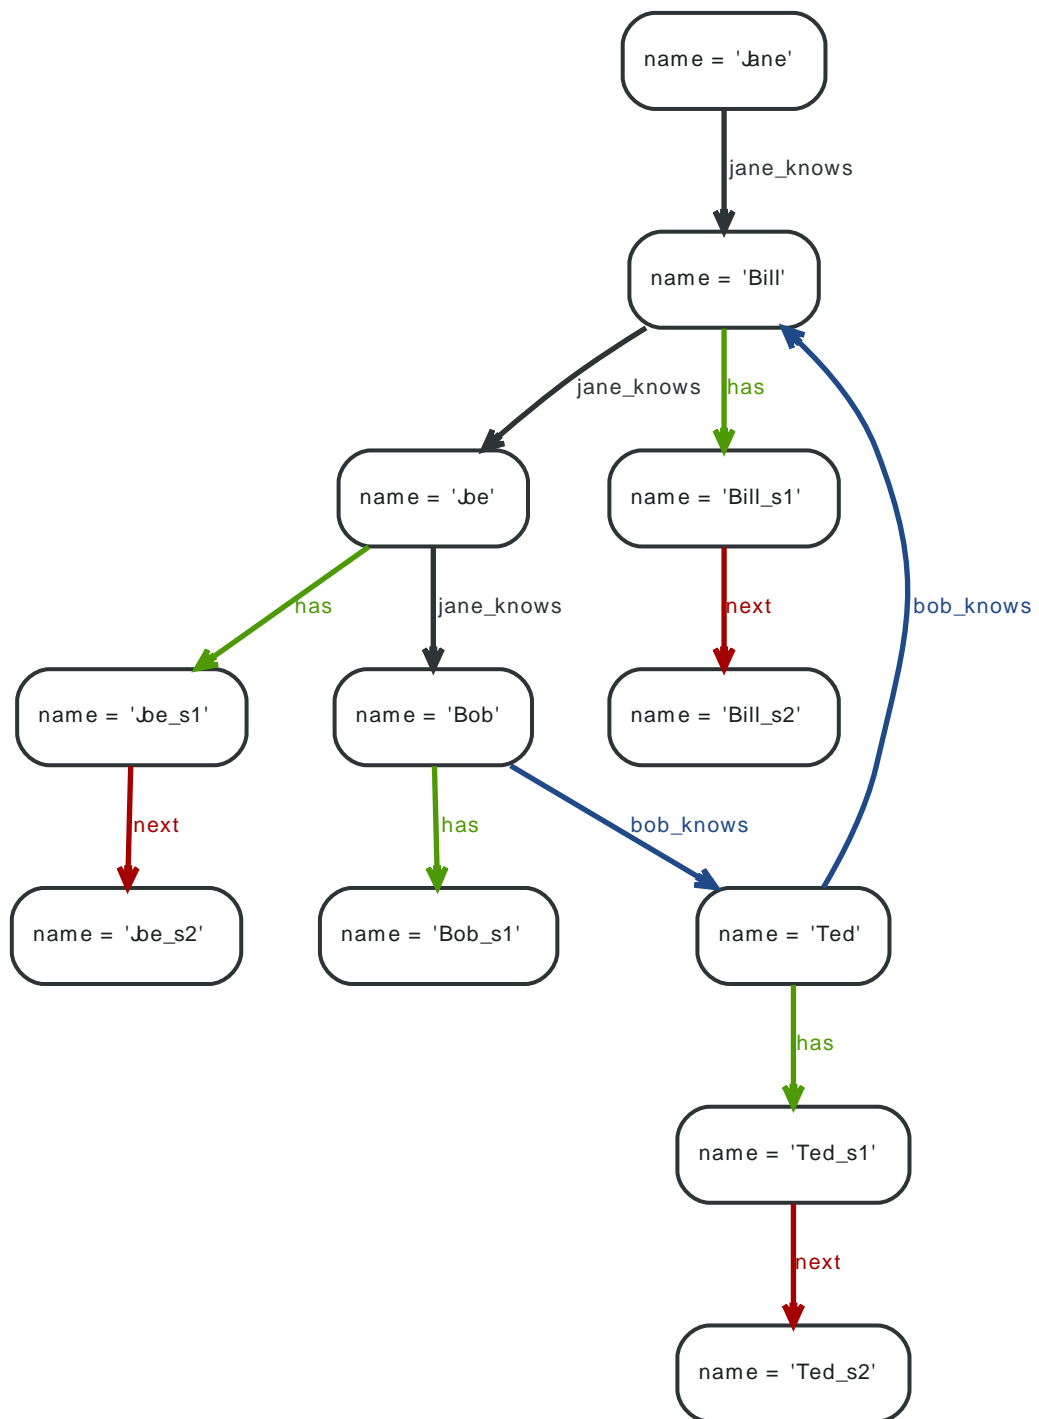 name = 'Jane'
jane_knows
name = 'Bill'
jane_knows
has
name = 'Joe'
name = 'Bill_s1'
has
jane_knows
next
bob_knows
name = 'Joe_s1'
name = 'Bob'
name = 'Bill_s2'
next
has
bob_knows
name = 'Joe_s2'
name = 'Bob_s1'
name = 'Ted'
has
name = 'Ted_s1'
next
name = 'Ted_s2'